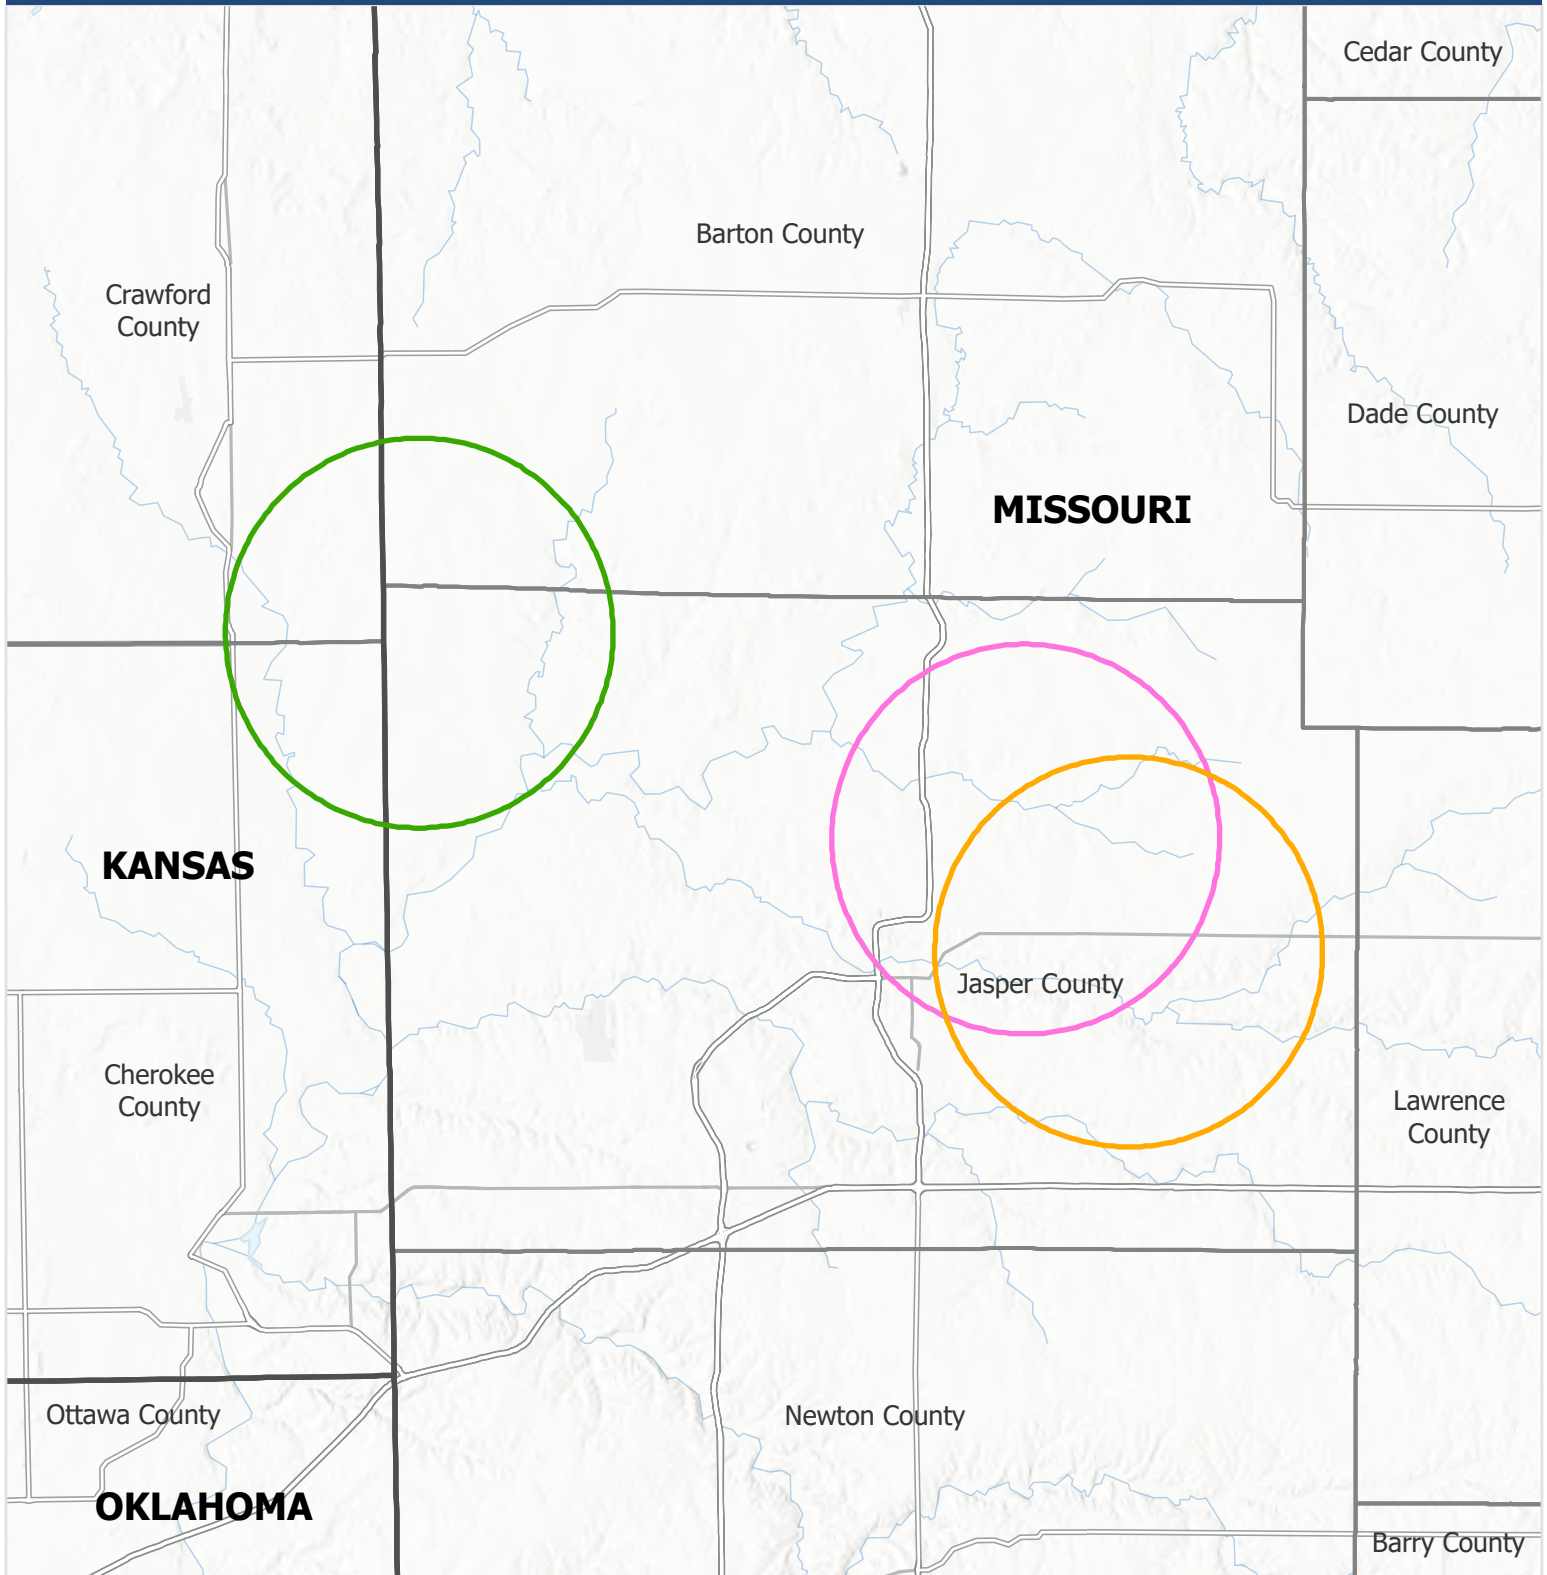 Cedar County
Barton County
Crawford
County
Dade County
MISSOURI
KANSAS
Jasper County
Cherokee
County
Lawrence
County
Ottawa County
Newton County
OKLAHOMA
Barry County